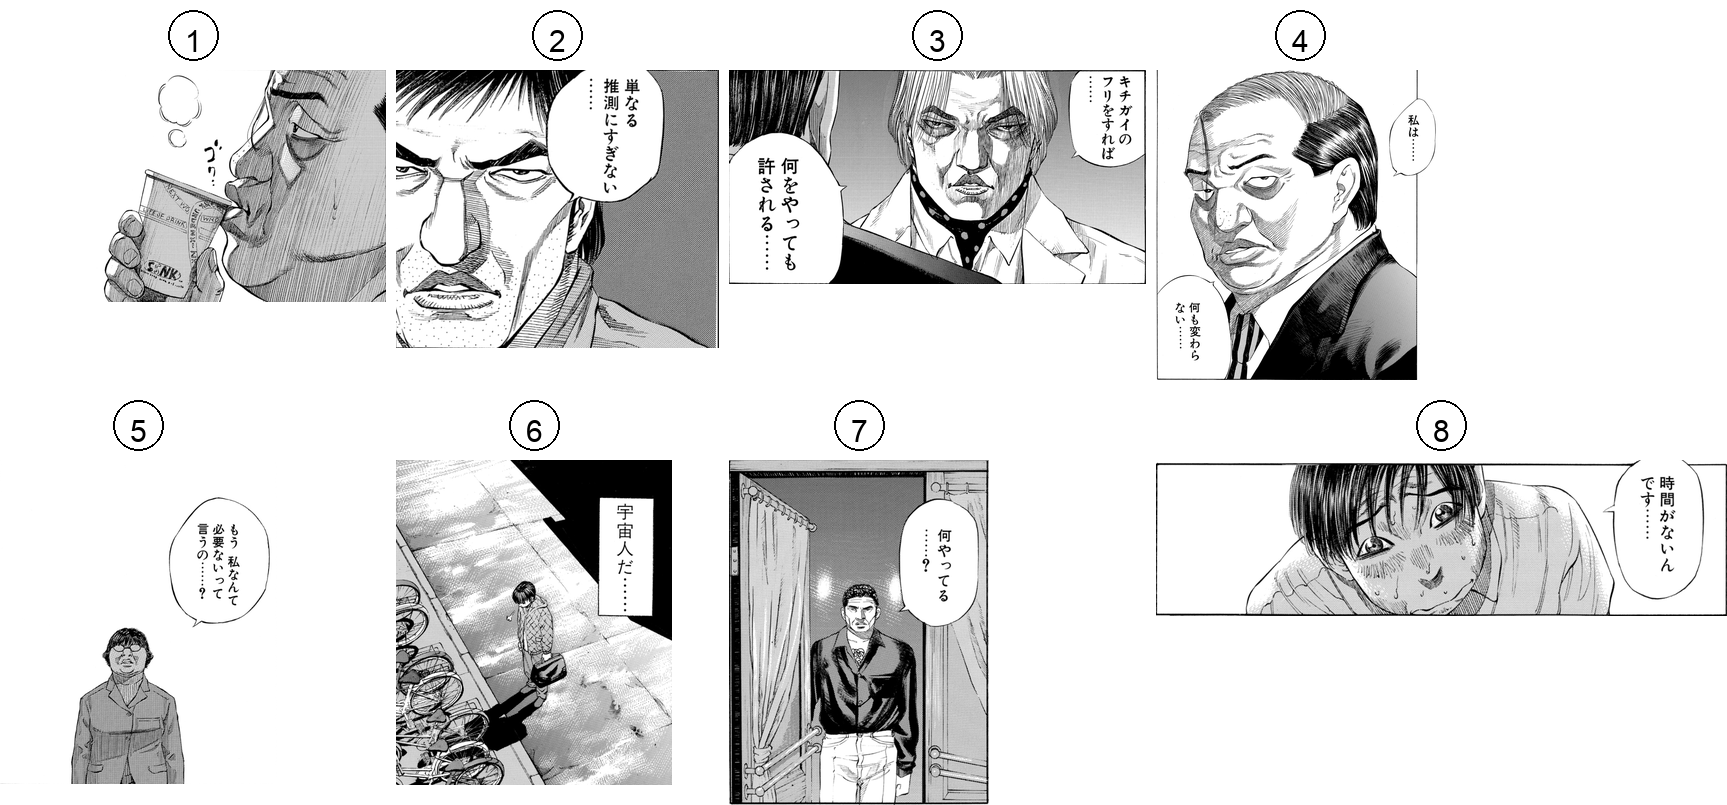 1
ゴク・・
SONK
2
単なる
推測にすぎない
……
3
キチガイの
フリをすれば
……
何をやっても
許される……
4
私は……
何も変わら
ない……
5
もう 私なんて
必要ないって
言うの……?
6
宇宙人だ……
7
何やってる
……?
8
時間がないん
です……